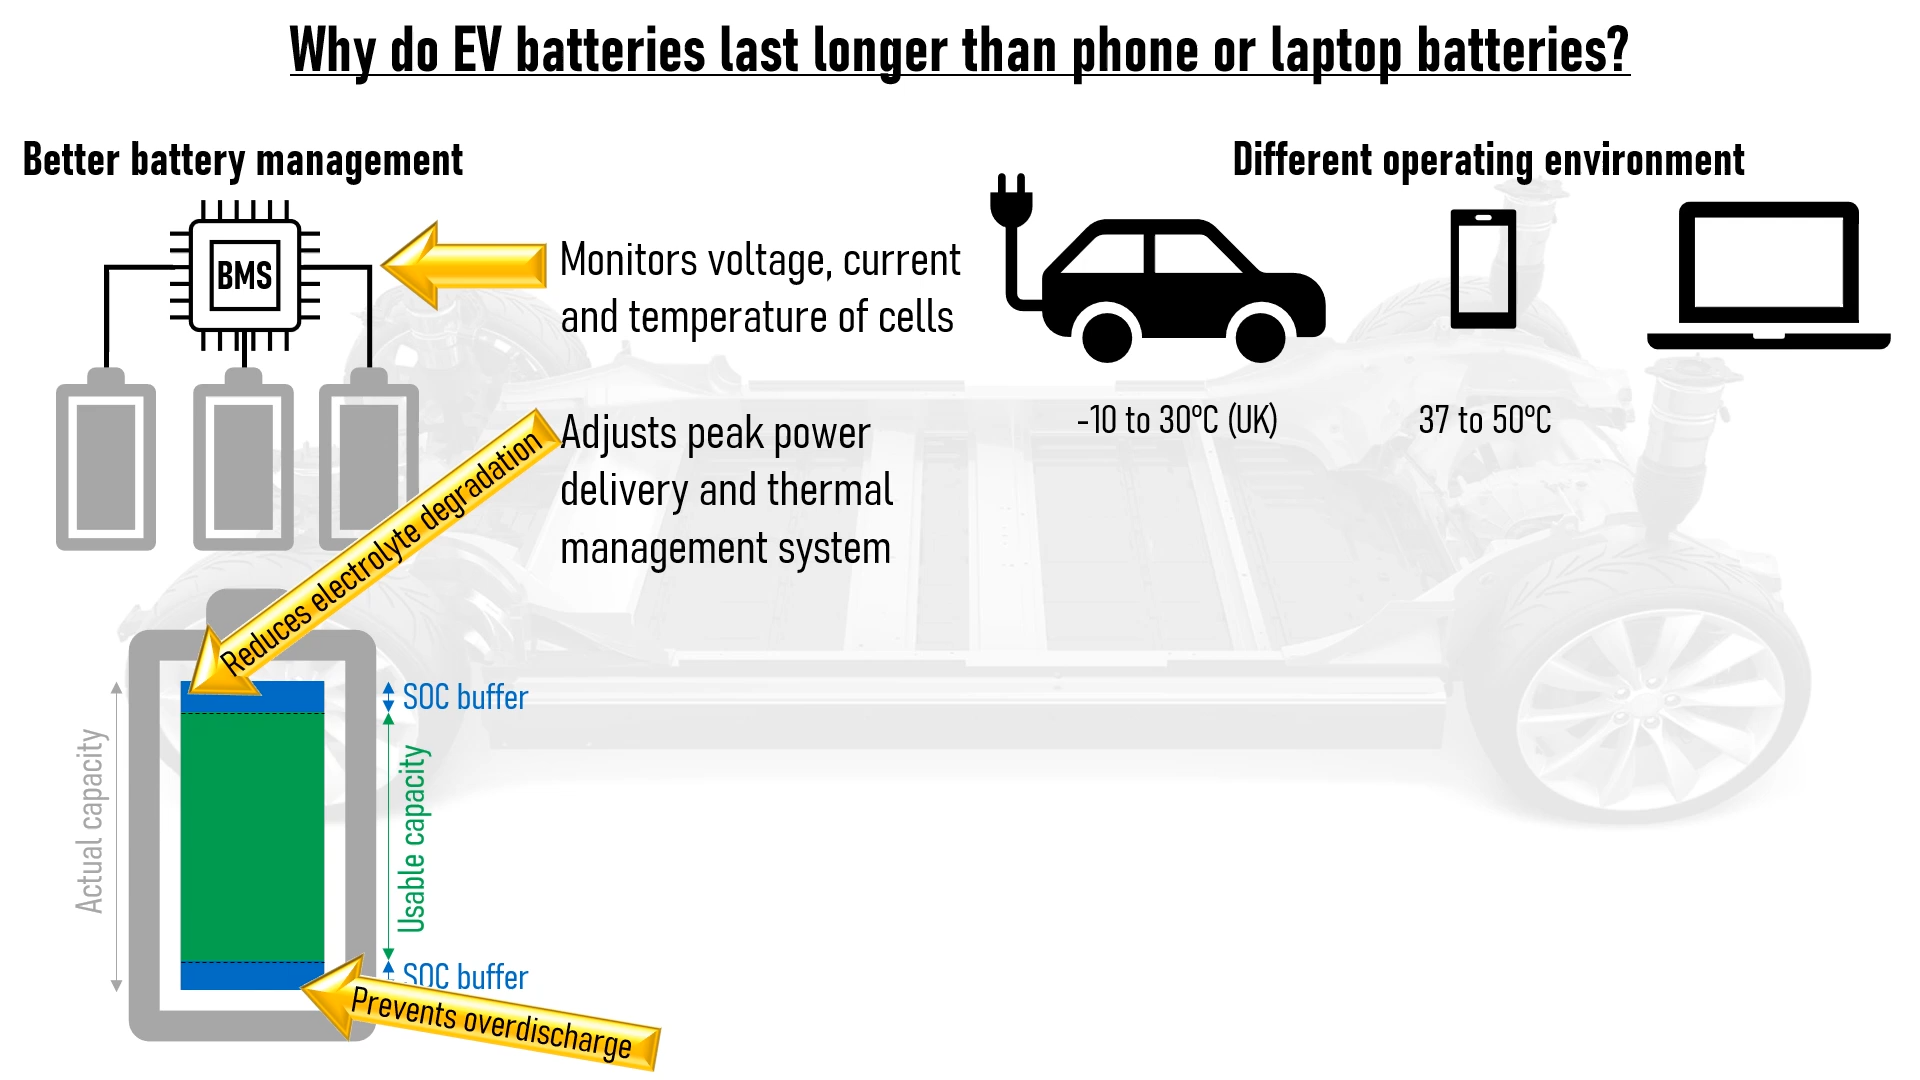 Why do EV batteries last longer than phone or laptop batteries?
Better battery management
BMS
Monitors voltage, current
and temperature of cells
Adjusts peak power
delivery and thermal
management system
Reduces electrolyte degradation
SOC buffer
Actual capacity
Usable capacity
SOC buffer
Prevents overdischarge
Different operating environment
-10 to 30ºC (UK)
37 to 50ºC